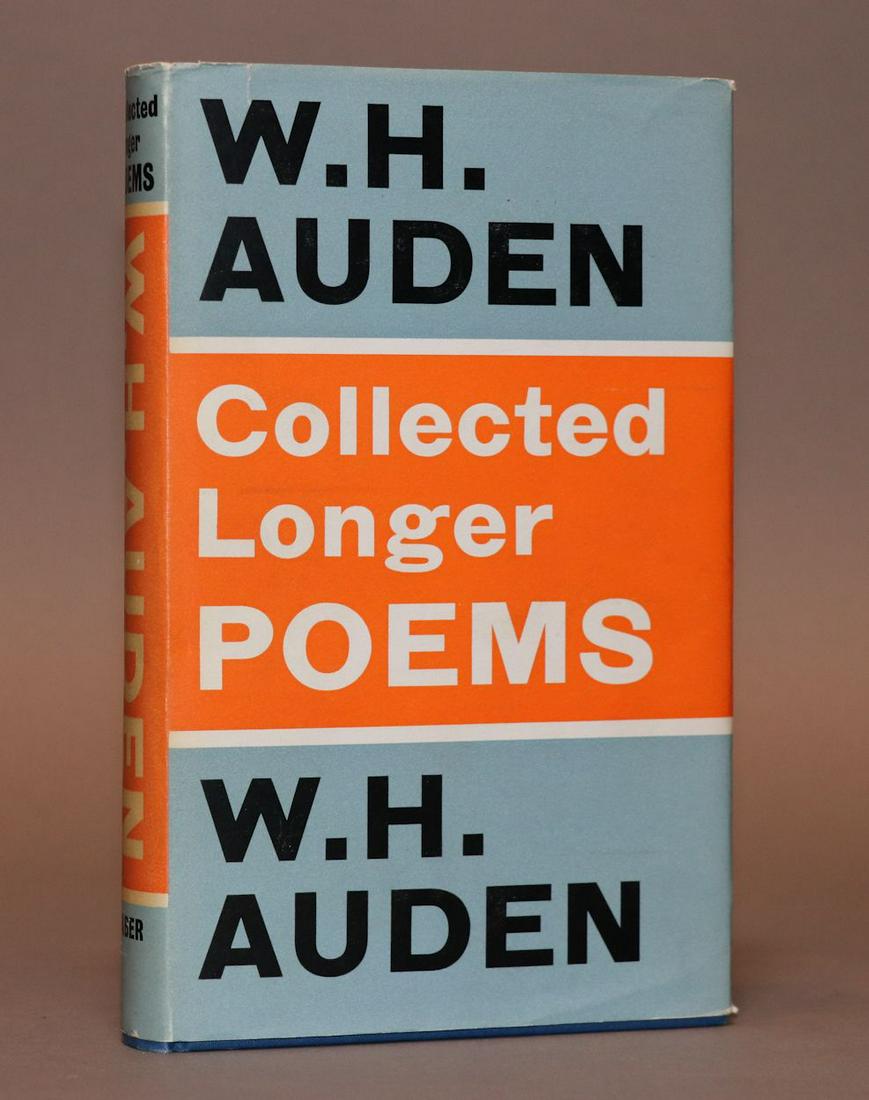 W.H.
AUDEN
Collected
Longer
POEMS
W.H.
AUDEN
W H AUDEN